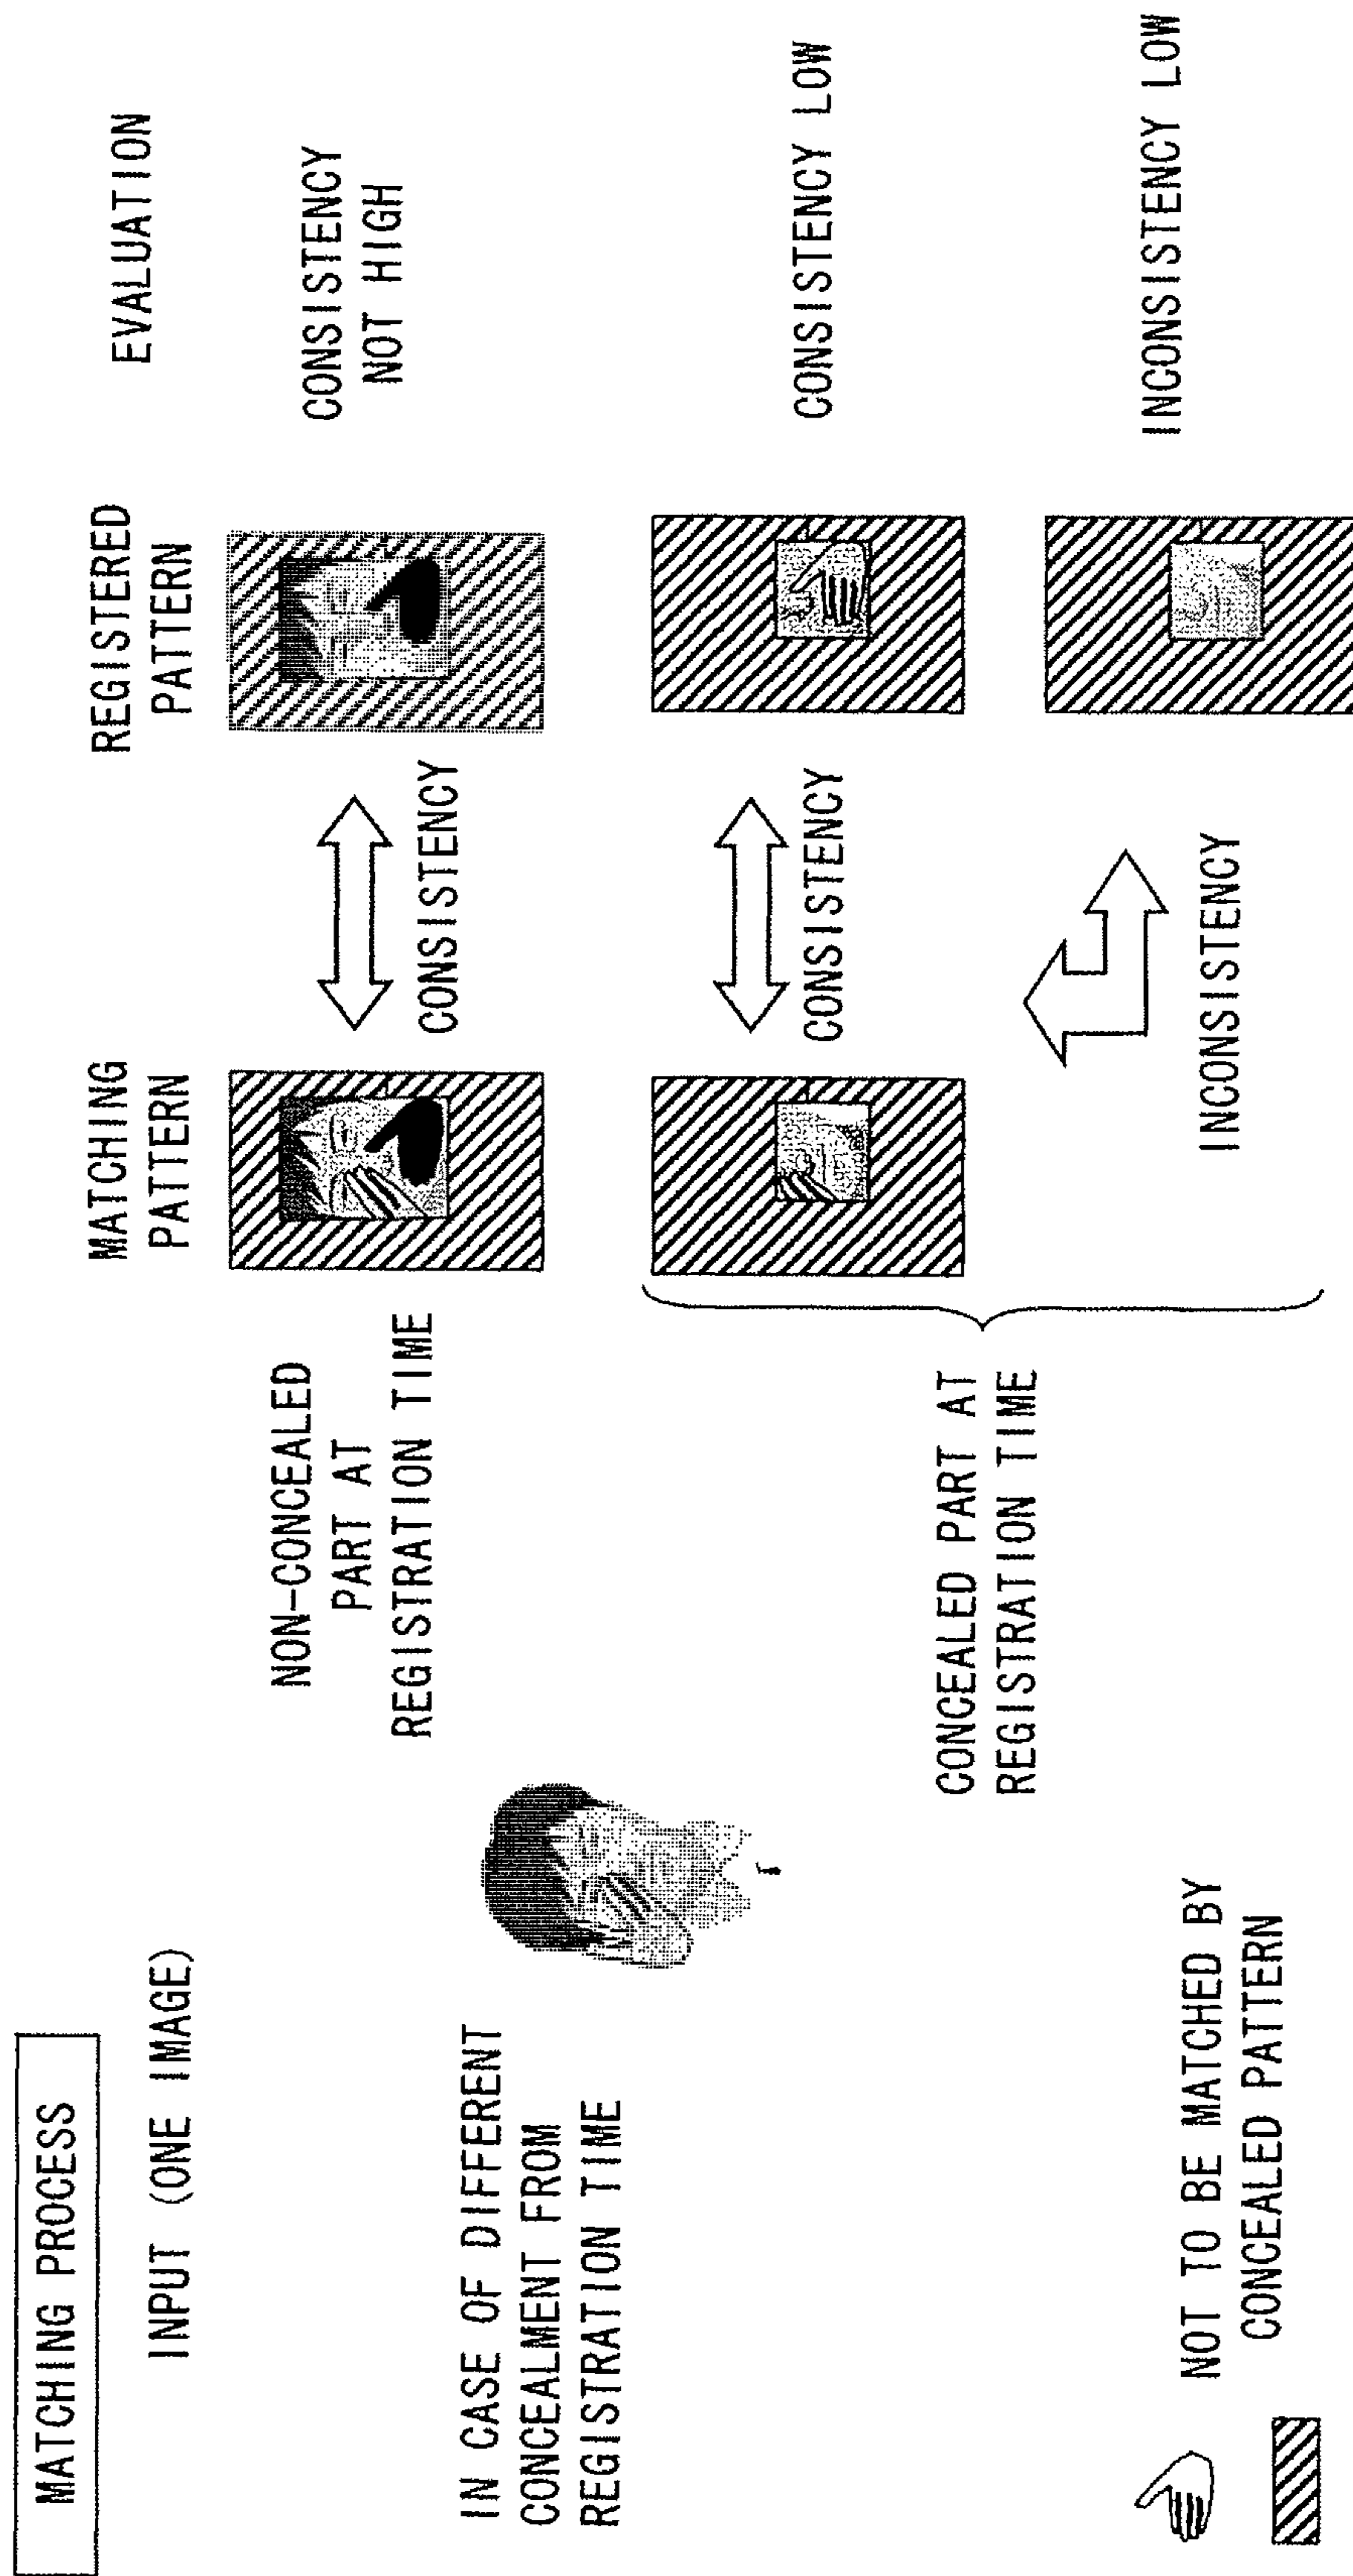 MATCHING PROCESS
INPUT (ONE IMAGE)
MATCHING
PATTERN
REGISTERED
PATTERN
EVALUATION
IN CASE OF DIFFERENT
CONCEALMENT FROM
REGISTRATION TIME
NON-CONCEALED
PART AT
REGISTRATION TIME
CONSISTENCY
CONSISTENCY
NOT HIGH
CONCEALED PART AT
REGISTRATION TIME
CONSISTENCY
CONSISTENCY LOW
INCONSISTENCY
INCONSISTENCY LOW
NOT TO BE MATCHED BY
CONCEALED PATTERN